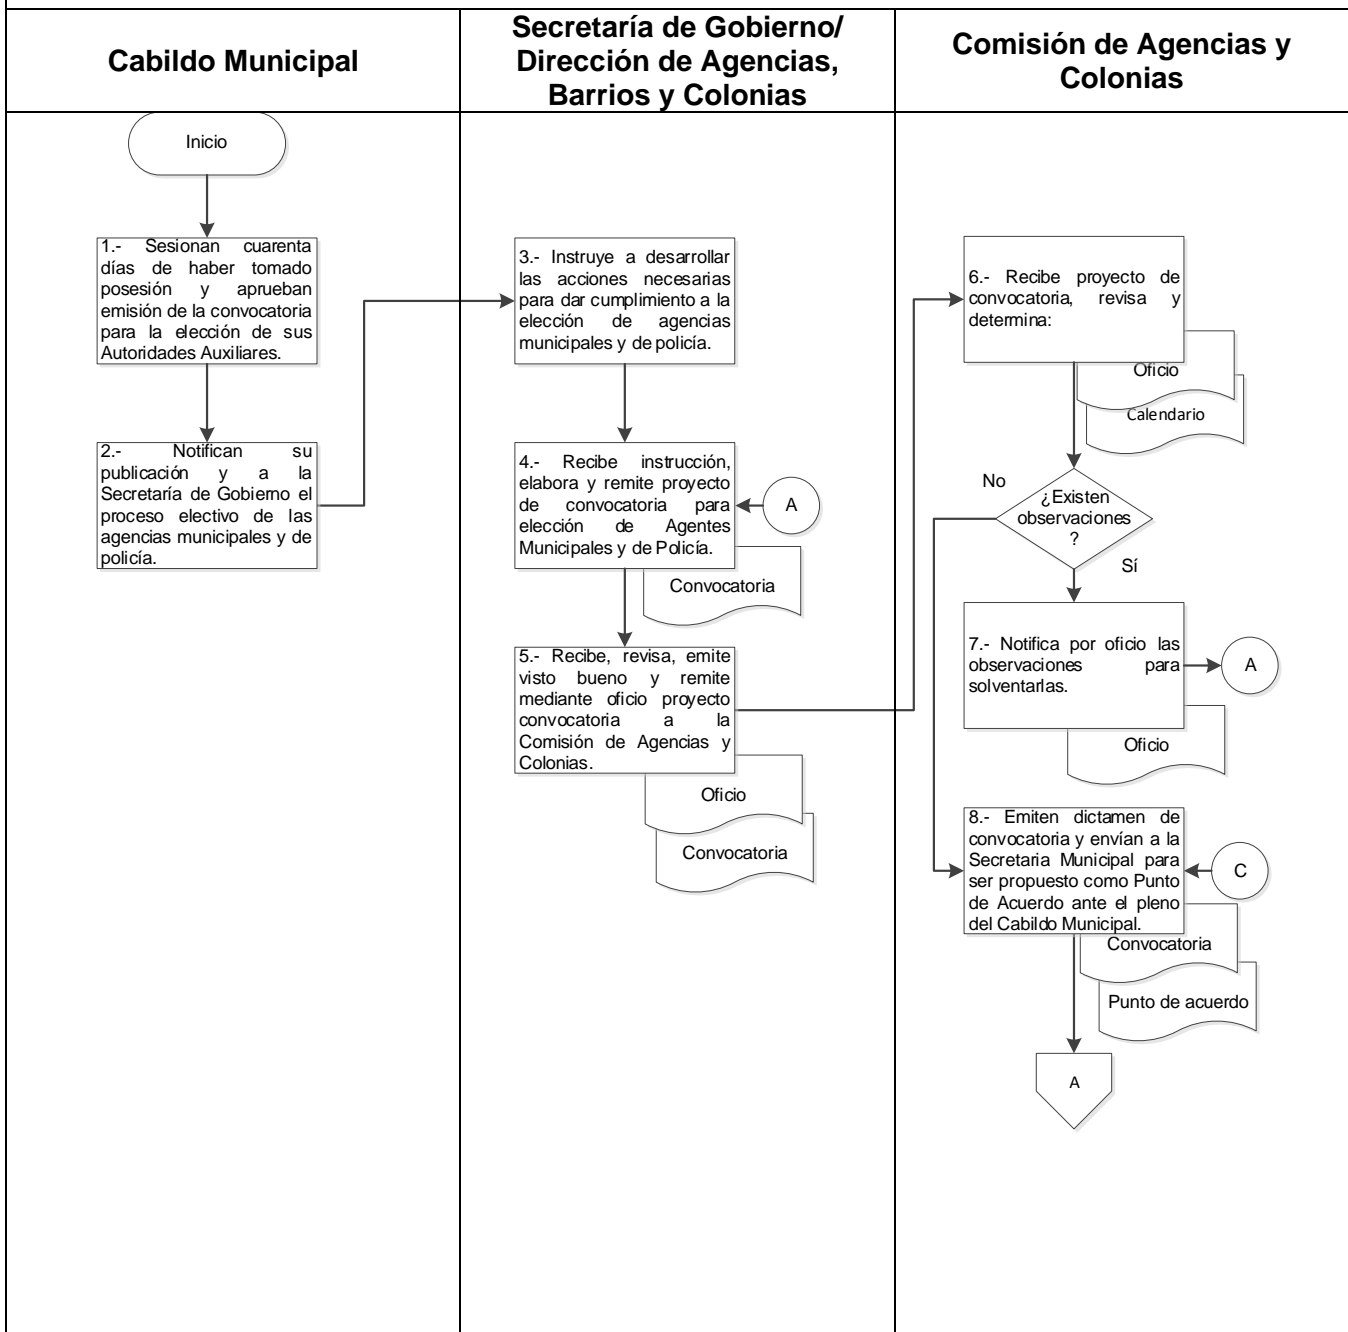 Cabildo Municipal
Secretaría de Gobierno/
Dirección de Agencias,
Barrios y Colonias
Comisión de Agencias y
Colonias
Inicio
1.- Sesionan cuarenta
días de haber tomado
posesión y aprueban
emisión de la convocatoria
para la elección de sus
Autoridades Auxiliares.
2.- Notifican su
publicación y a la
Secretaría de Gobierno el
proceso electivo de las
agencias municipales y de
policía.
3.- Instruye a desarrollar
las acciones necesarias
para dar cumplimiento a la
elección de agencias
municipales y de policía.
4.- Recibe instrucción,
elabora y remite proyecto
de convocatoria para
elección de Agentes
Municipales y de Policía.
A
Convocatoria
5.- Recibe, revisa, emite
visto bueno y remite
mediante oficio proyecto
convocatoria a la
Comisión de Agencias y
Colonias.
Oficio
Convocatoria
6.- Recibe proyecto de
convocatoria, revisa y
determina:
Oficio
Calendario
No
¿Existen
observaciones
?
Sí
7.- Notifica por oficio las
observaciones para
solventarlas.
A
Oficio
8.- Emiten dictamen de
convocatoria y envían a la
Secretaria Municipal para
ser propuesto como Punto
de Acuerdo ante el pleno
del Cabildo Municipal.
C
Convocatoria
Punto de acuerdo
A